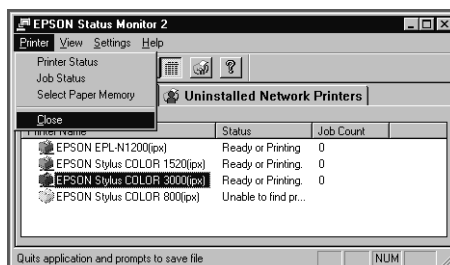 EPSON Status Monitor 2
Printer View Settings Help
Printer Status
Job Status
Select Paper Memory
Close
Uninstalled Network Printers
Printer Name Status Job Count
EPSON EPL-N1200(ipx) Ready or Printing 0
EPSON Stylus COLOR 1520(ipx) Ready or Printing. 0
EPSON Stylus COLOR 3000(ipx) Ready or Printing. 0
EPSON Stylus COLOR 800(ipx) Unable to find pr...
Quits application and prompts to save file NUM